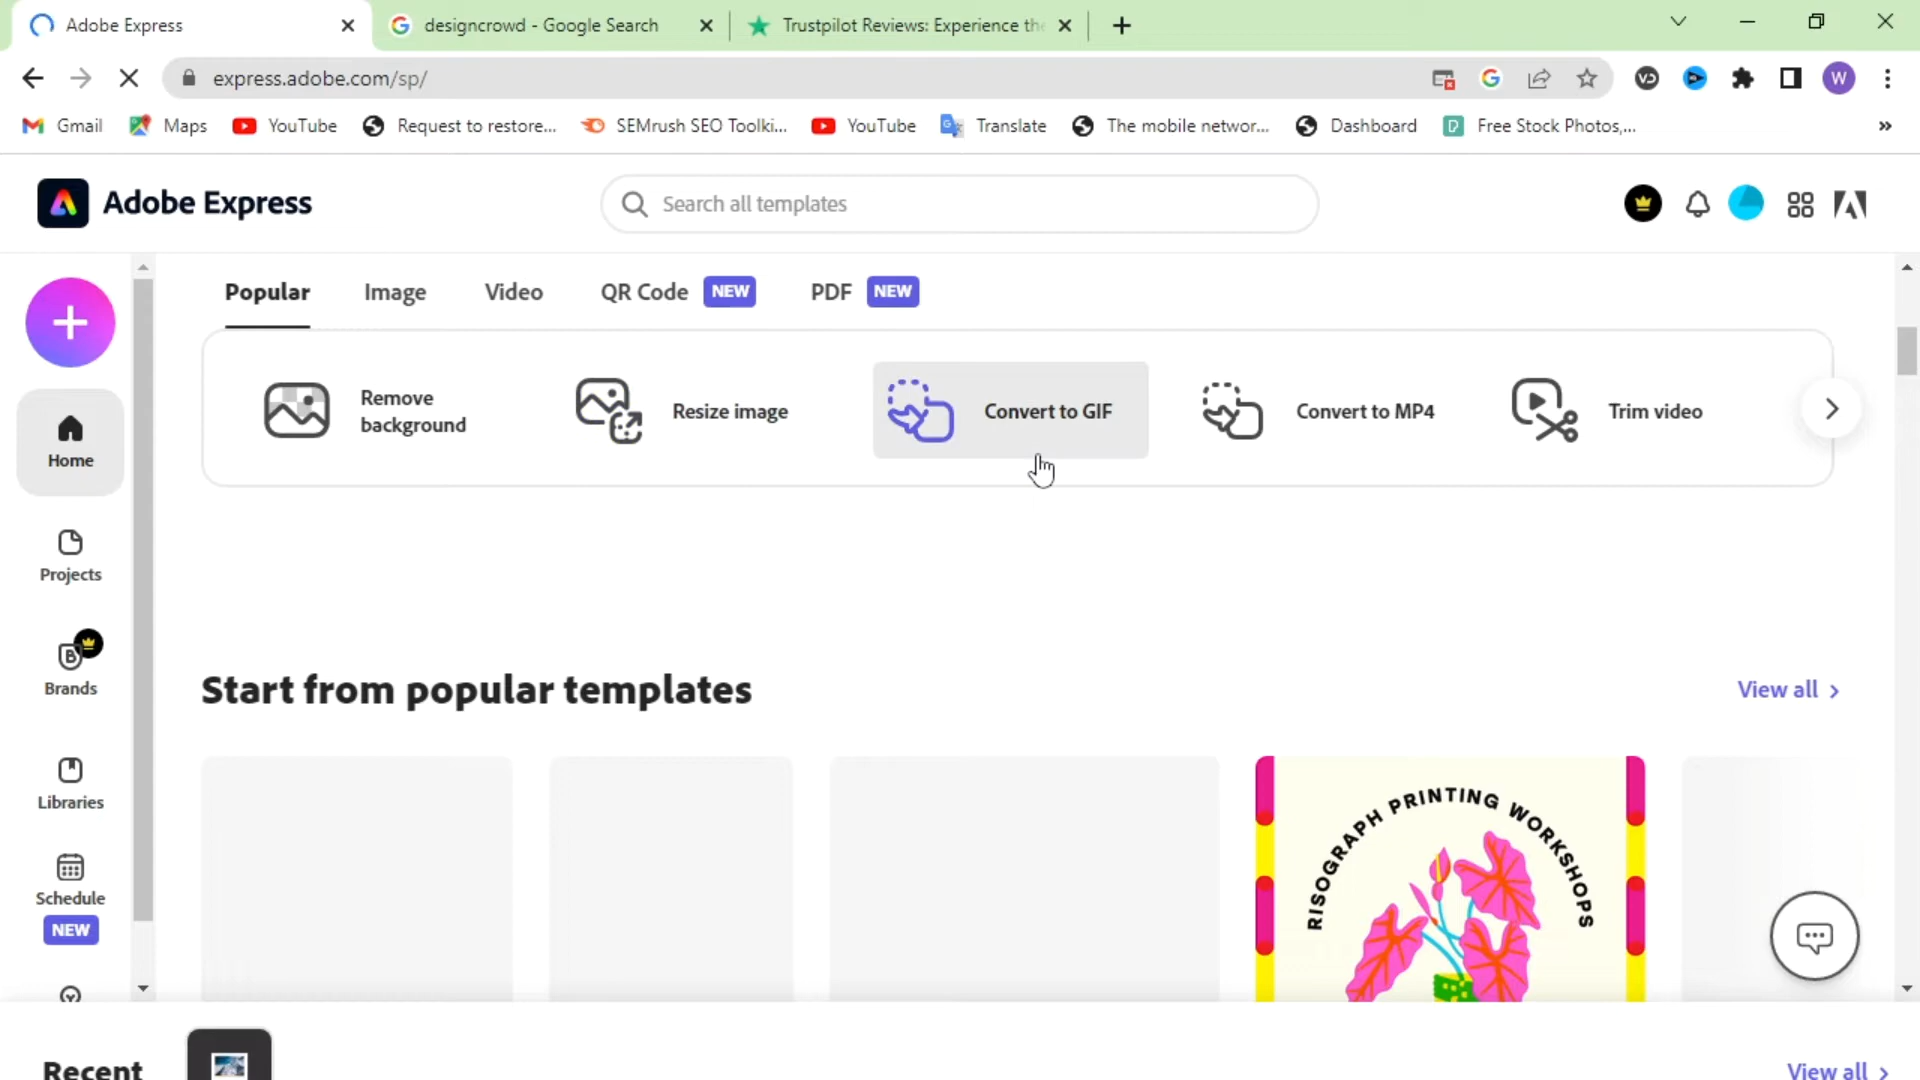 Adobe Express
designcrowd - Google Search
Trustpilot Reviews: Experience the
express.adobe.com/sp/
W
Gmail
Maps
YouTube
Request to restore...
SEMrush SEO Toolki...
YouTube
Translate
The mobile networ...
Dashboard
Free Stock Photos,...
Adobe Express
Search all templates
Popular
Image
Video
QR Code NEW
PDF NEW
Remove
background
Resize image
Convert to GIF
Convert to MP4
Trim video
Home
Projects
Brands
Libraries
Schedule
NEW
Start from popular templates
View all
RISOGRAPH PRINTING WORKSHOPS
Recent
View all